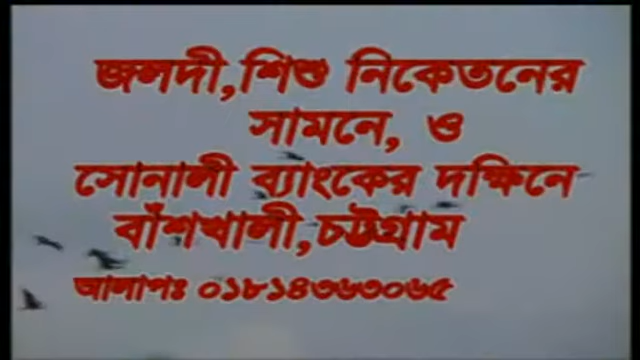 জলদী,শিশু নিকেতনের
সামনে, ও
সোনালী ব্যাংকের দক্ষিনে
বাঁশখালী,চট্টগ্রাম
আলাপঃ ০১৮১৪৩৬৩০৬৫